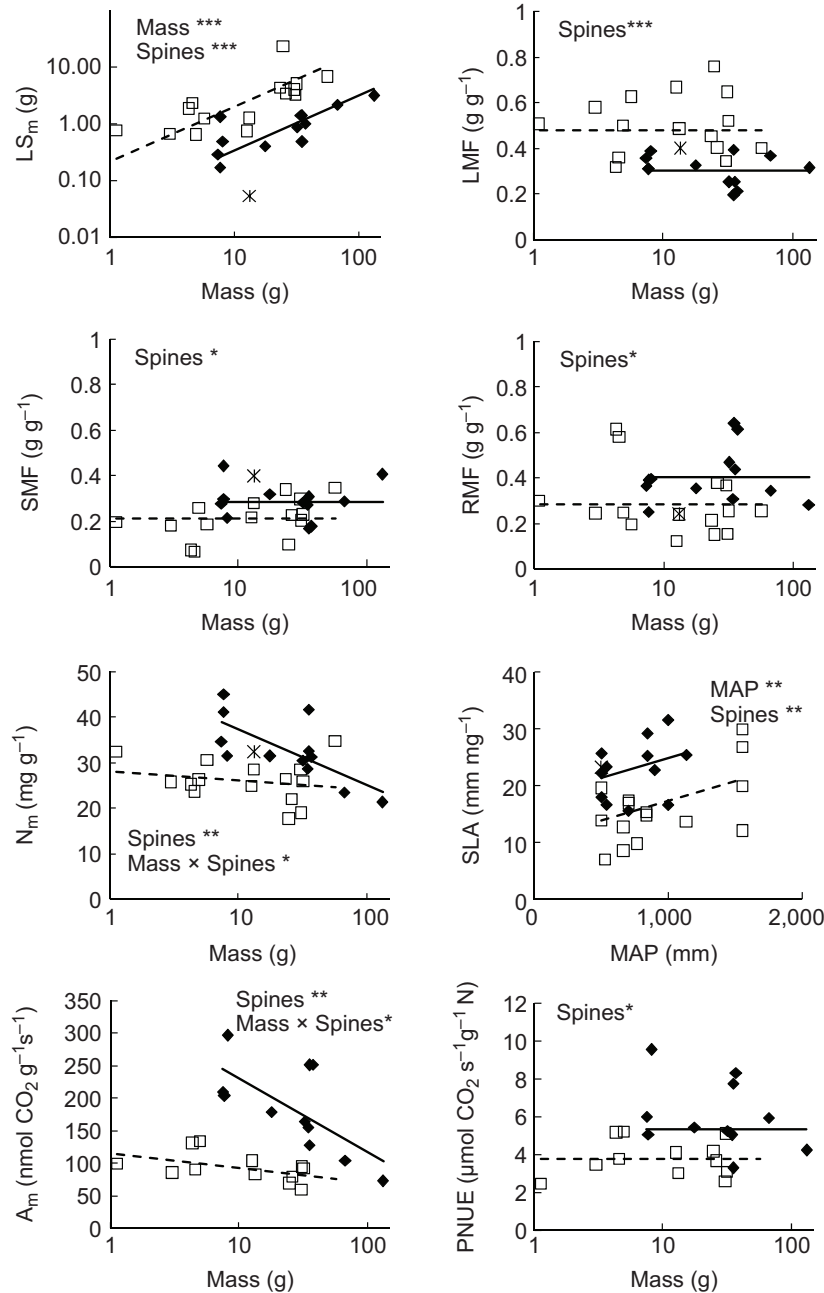 Mass ***
Spines ***
LSm (g)
10.00
1.00
0.10
0.01
1
10
100
Mass (g)
Spines***
LMF (g g–1)
1
0.8
0.6
0.4
0.2
0
1
10
100
Mass (g)
Spines *
SMF (g g–1)
1
0.8
0.6
0.4
0.2
0
1
10
100
Mass (g)
Spines*
RMF (g g–1)
1
0.8
0.6
0.4
0.2
0
1
10
100
Mass (g)
Nm (mg g–1)
50
40
30
20
10
0
Spines **
Mass × Spines *
1
10
100
Mass (g)
MAP **
Spines **
SLA (mm mg–1)
40
30
20
10
0
0
1,000
2,000
MAP (mm)
Spines **
Mass × Spines*
Am (nmol CO2 g–1s–1)
350
300
250
200
150
100
50
0
1
10
100
Mass (g)
Spines*
PNUE (µmol CO2 s–1g–1 N)
12
10
8
6
4
2
0
1
10
100
Mass (g)